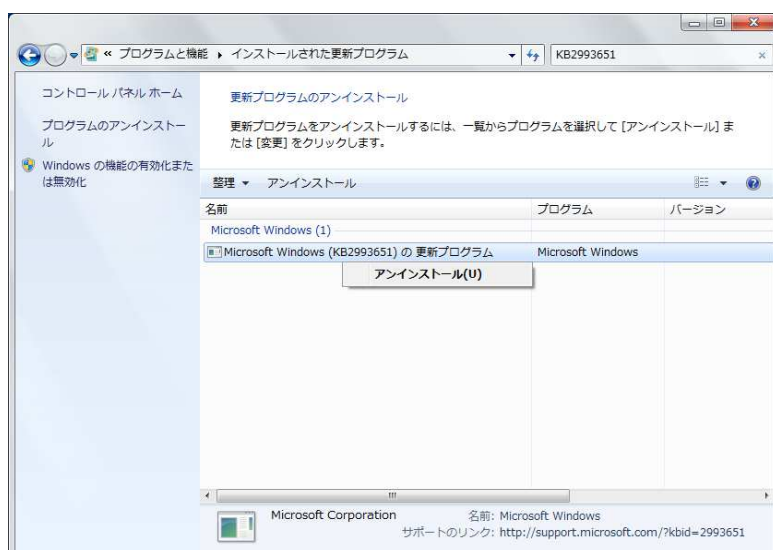 « プログラムと機能 ▸ インストールされた更新プログラム
KB2993651
コントロール パネル ホーム
プログラムのアンインストー
ル
Windows の機能の有効化また
は無効化
更新プログラムのアンインストール
更新プログラムをアンインストールするには、一覧からプログラムを選択して [アンインストール] ま
たは [変更] をクリックします。
整理 ▼ アンインストール
名前 プログラム バージョン
Microsoft Windows (1)
Microsoft Windows (KB2993651) の 更新プログラム Microsoft Windows
アンインストール(U)
Microsoft Corporation 名前: Microsoft Windows
サポートのリンク: http://support.microsoft.com/?kbid=2993651